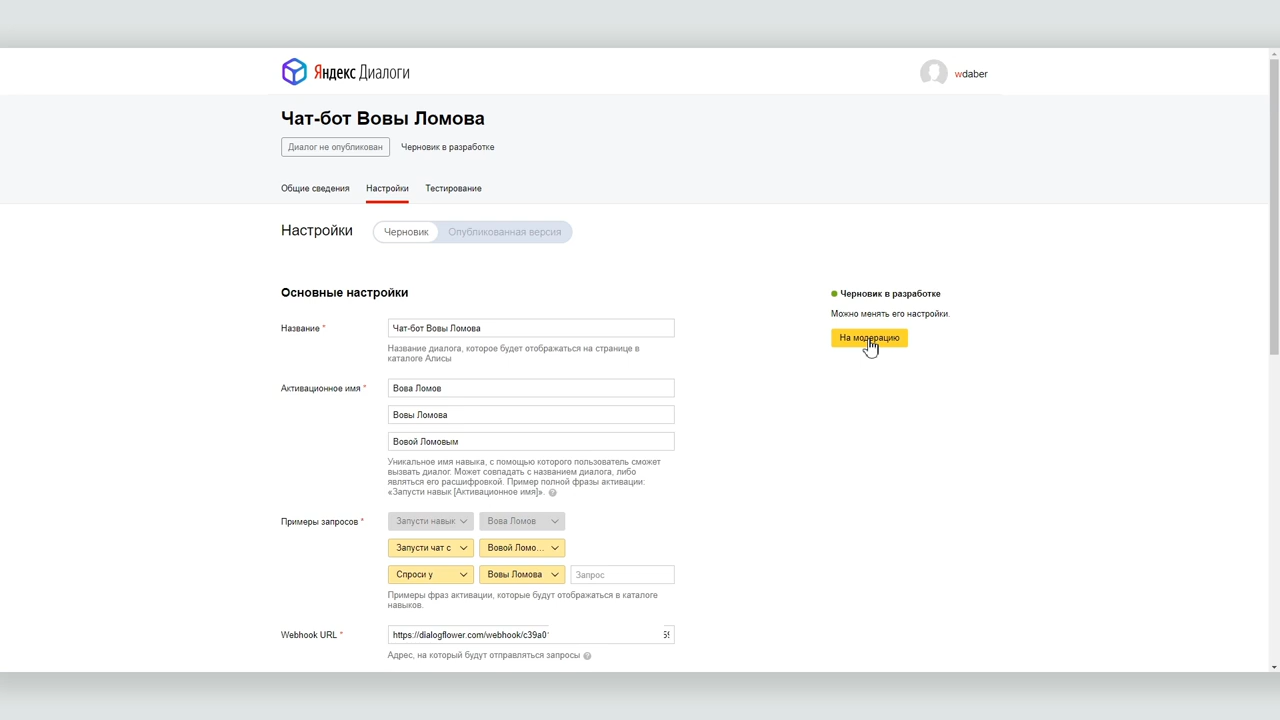 Яндекс Диалоги
wdaber
Чат-бот Вовы Ломова
Диалог не опубликован
Черновик в разработке
Общие сведения
Настройки
Тестирование
Настройки
Черновик
Опубликованная версия
Основные настройки
Черновик в разработке
Можно менять его настройки.
На модерацию
Название *
Чат-бот Вовы Ломова
Название диалога, которое будет отображаться на странице в
каталоге Алисы
Активационное имя *
Вова Ломов
Вовы Ломова
Вовой Ломовым
Уникальное имя навыка, с помощью которого пользователь сможет
вызвать диалог. Может совпадать с названием диалога, либо
являться его расшифровкой. Пример полной фразы активации:
«Запусти навык [Активационное имя]».
Примеры запросов *
Запусти навык
Вова Ломов
Запусти чат с
Вовой Ломо...
Спроси у
Вовы Ломова
Запрос
Примеры фраз активации, которые будут отображаться в каталоге
навыков.
Webhook URL *
https://dialogflower.com/webhook/c39a0
Адрес, на который будут отправляться запросы